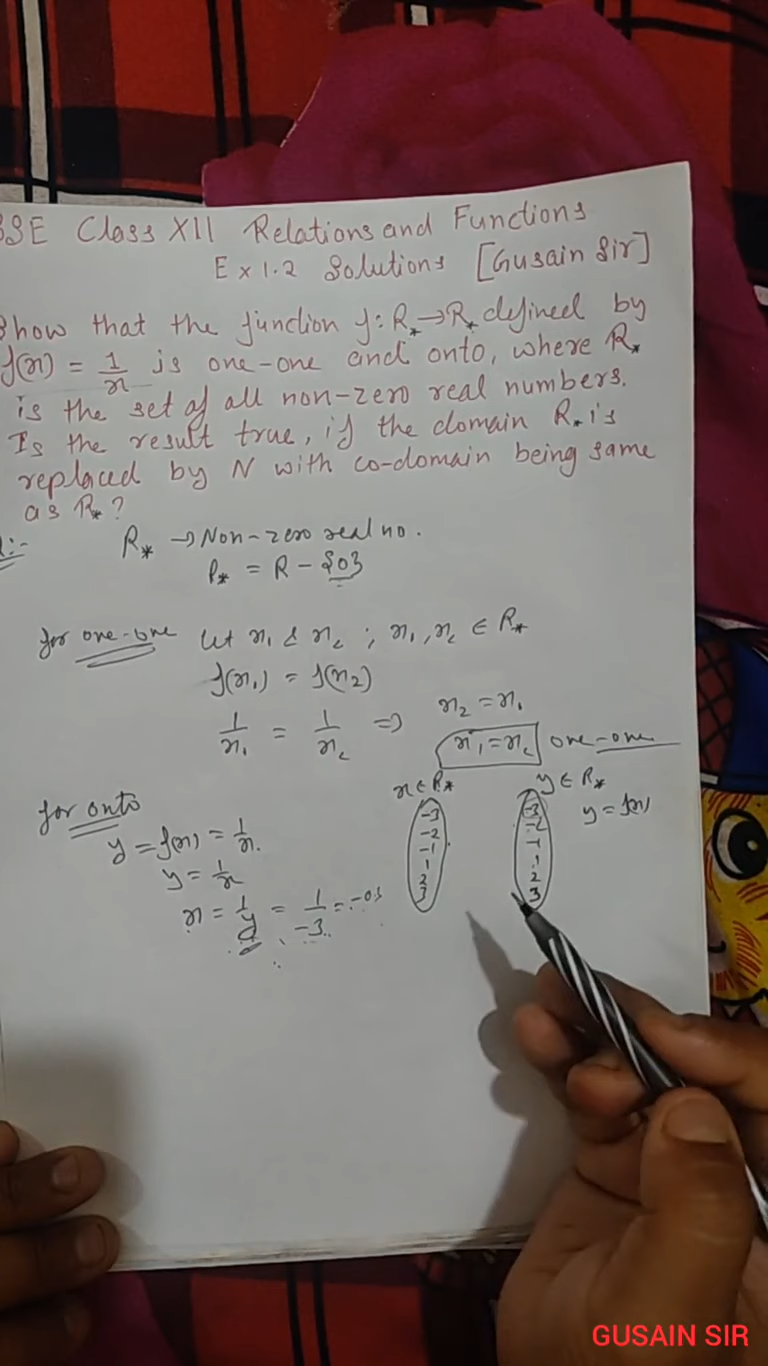 BSE Class XII Relations and Functions
Ex 1.2 Solutions [Gusain Sir]
Show that the function f: R* → R* defined by
f(x) = 1/x is one-one and onto, where R*
is the set of all non-zero real numbers.
Is the result true, if the domain R* is
replaced by N with co-domain being same
as R*?
R* → Non-zero real no.
R* = R - {0}
for one-one Let x₁ & x₂ ; x₁, x₂ ∈ R*
f(x₁) = f(x₂)
1/x₁ = 1/x₂ ⇒ x₂ = x₁
x₁ = x₂ one-one
for onto
y = f(x) = 1/x.
y = 1/x
x = 1/y = 1/-3 = -0.3
x ∈ R*
-3
-2
-1
1
2
3
y ∈ R*
-3
-2
-1
1
2
3
y = f(x)
GUSAIN SIR